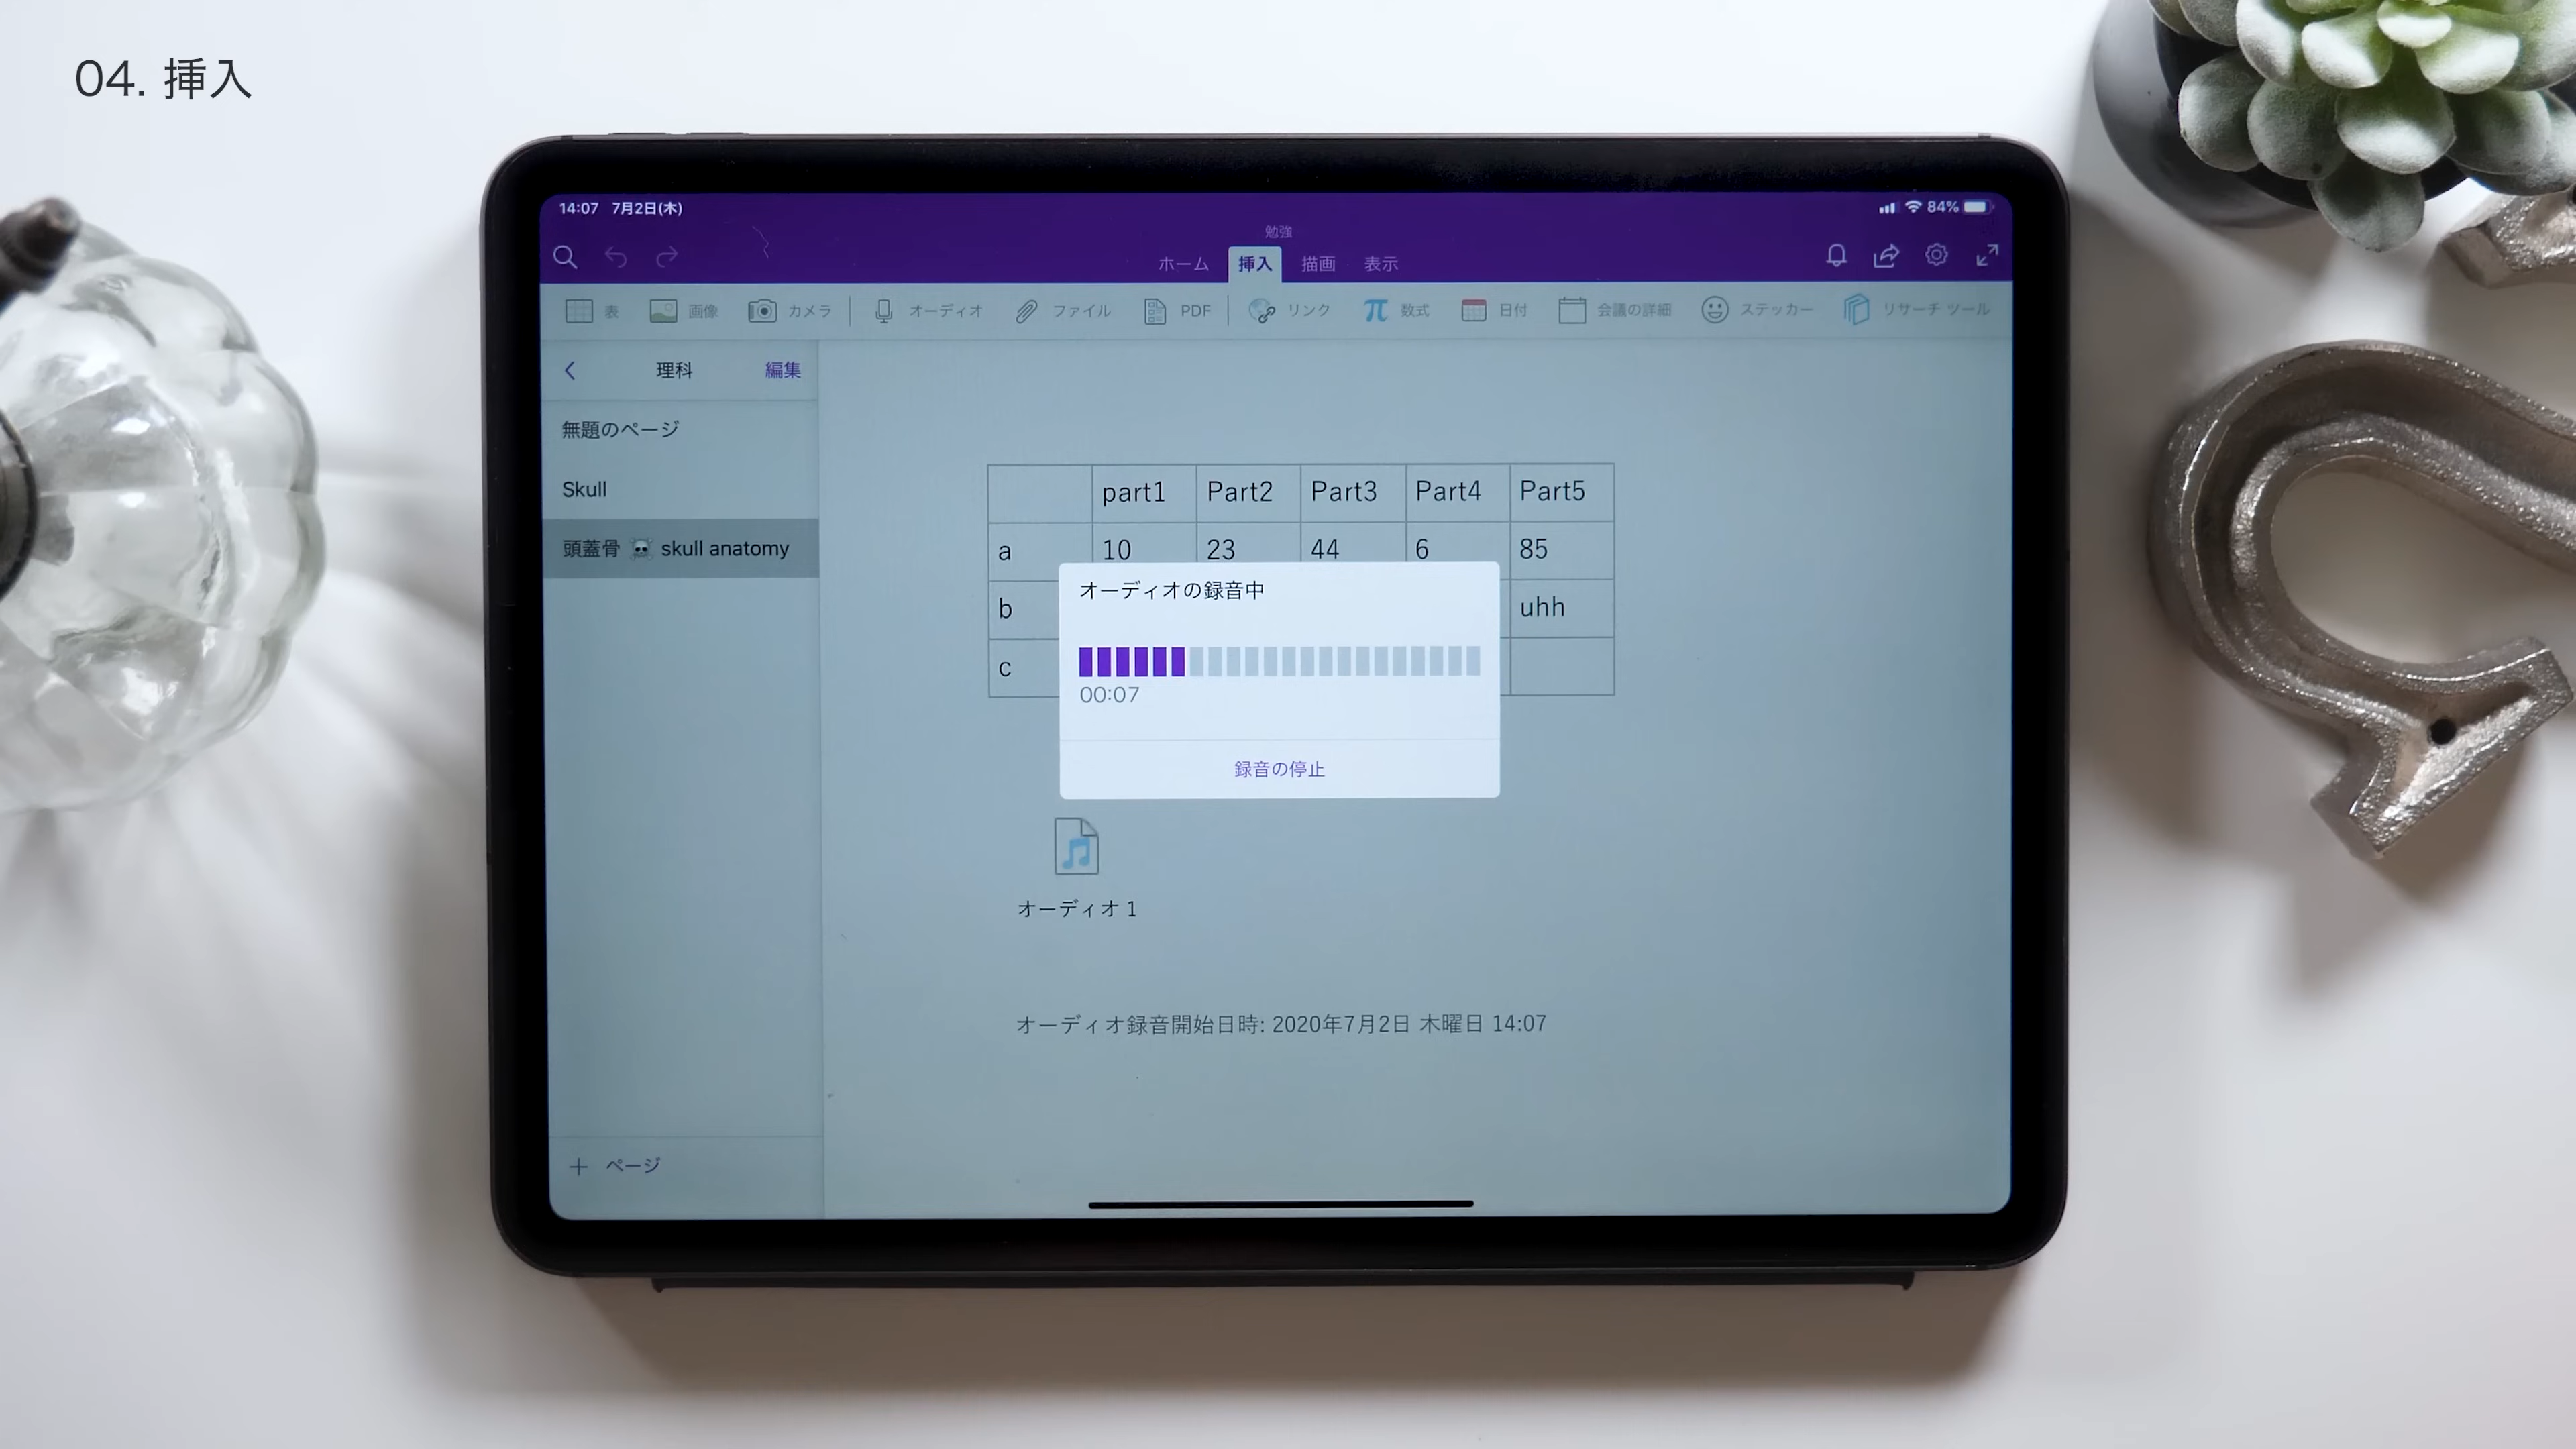 04. 挿入
14:07 7月2日(木)
84%
勉強
ホーム 挿入 描画 表示
表 画像 カメラ オーディオ ファイル PDF リンク 数式 日付 会議の詳細 ステッカー リサーチ ツール
理科 編集
無題のページ
Skull
頭蓋骨 ☠ skull anatomy
part1 Part2 Part3 Part4 Part5
a 10 23 44 6 85
b uhh
c
オーディオの録音中
00:07
録音の停止
オーディオ 1
オーディオ録音開始日時: 2020年7月2日 木曜日 14:07
+ ページ